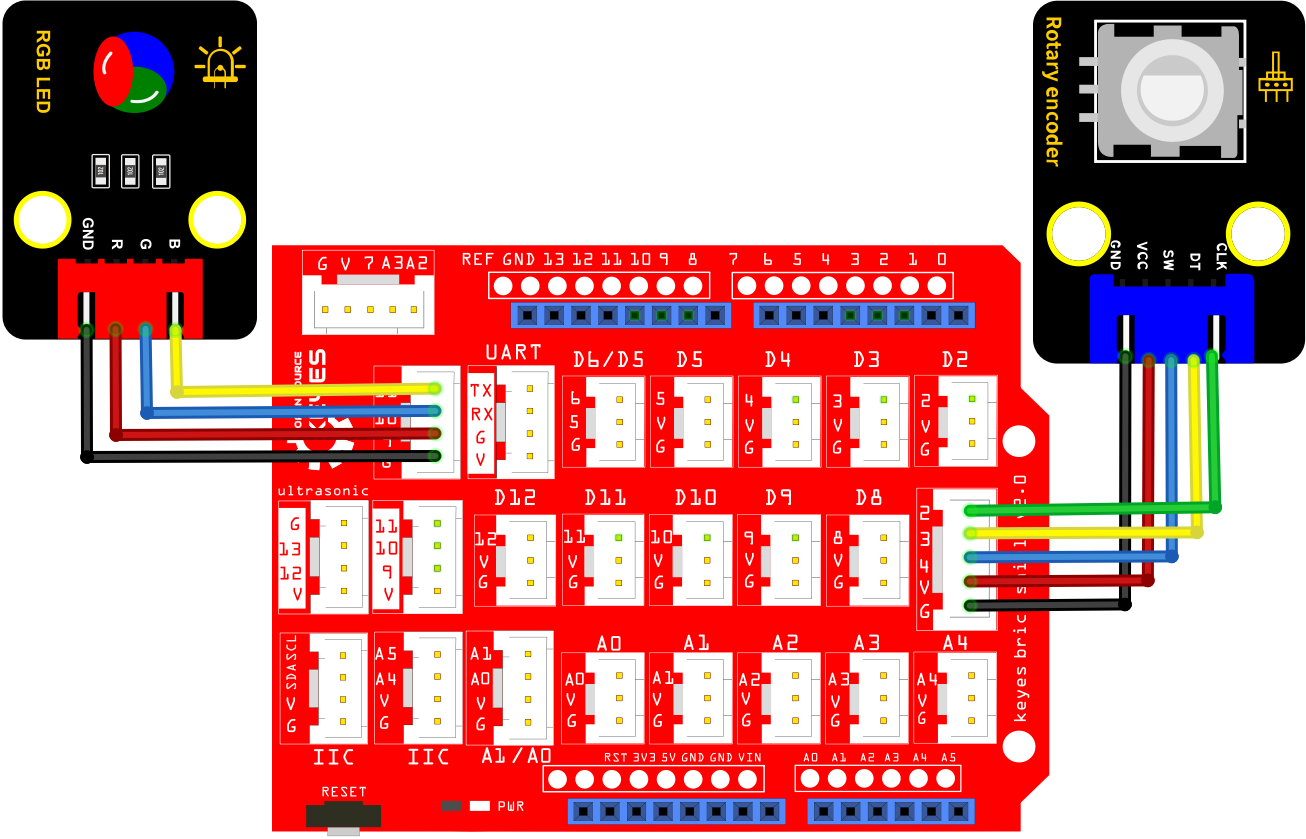 RGB LED
102
102
102
GND R G B
Rotary encoder
GND VCC SW DT CLK
G V 7 A3 A2
REF GND 13 12 11 10 9 8
7 6 5 4 3 2 1 0
UART
TX
RX
G
V
D6/D5
6
5
G
D5
5
V
G
D4
4
V
G
D3
3
V
G
D2
2
V
G
ultrasonic
G
13
12
V
11
10
9
V
D12
12
V
G
D11
11
V
G
D10
10
V
G
D9
9
V
G
D8
8
V
G
2
3
4
V
G
SCL
SDA
V
G
IIC
A5
A4
V
G
IIC
A1
A0
V
G
A1/A0
A0
A0
V
G
A1
A1
V
G
A2
A2
V
G
A3
A3
V
G
A4
A4
V
G
keyes
RST 3V3 5V GND GND VIN
A0 A1 A2 A3 A4 A5
RESET
PWR